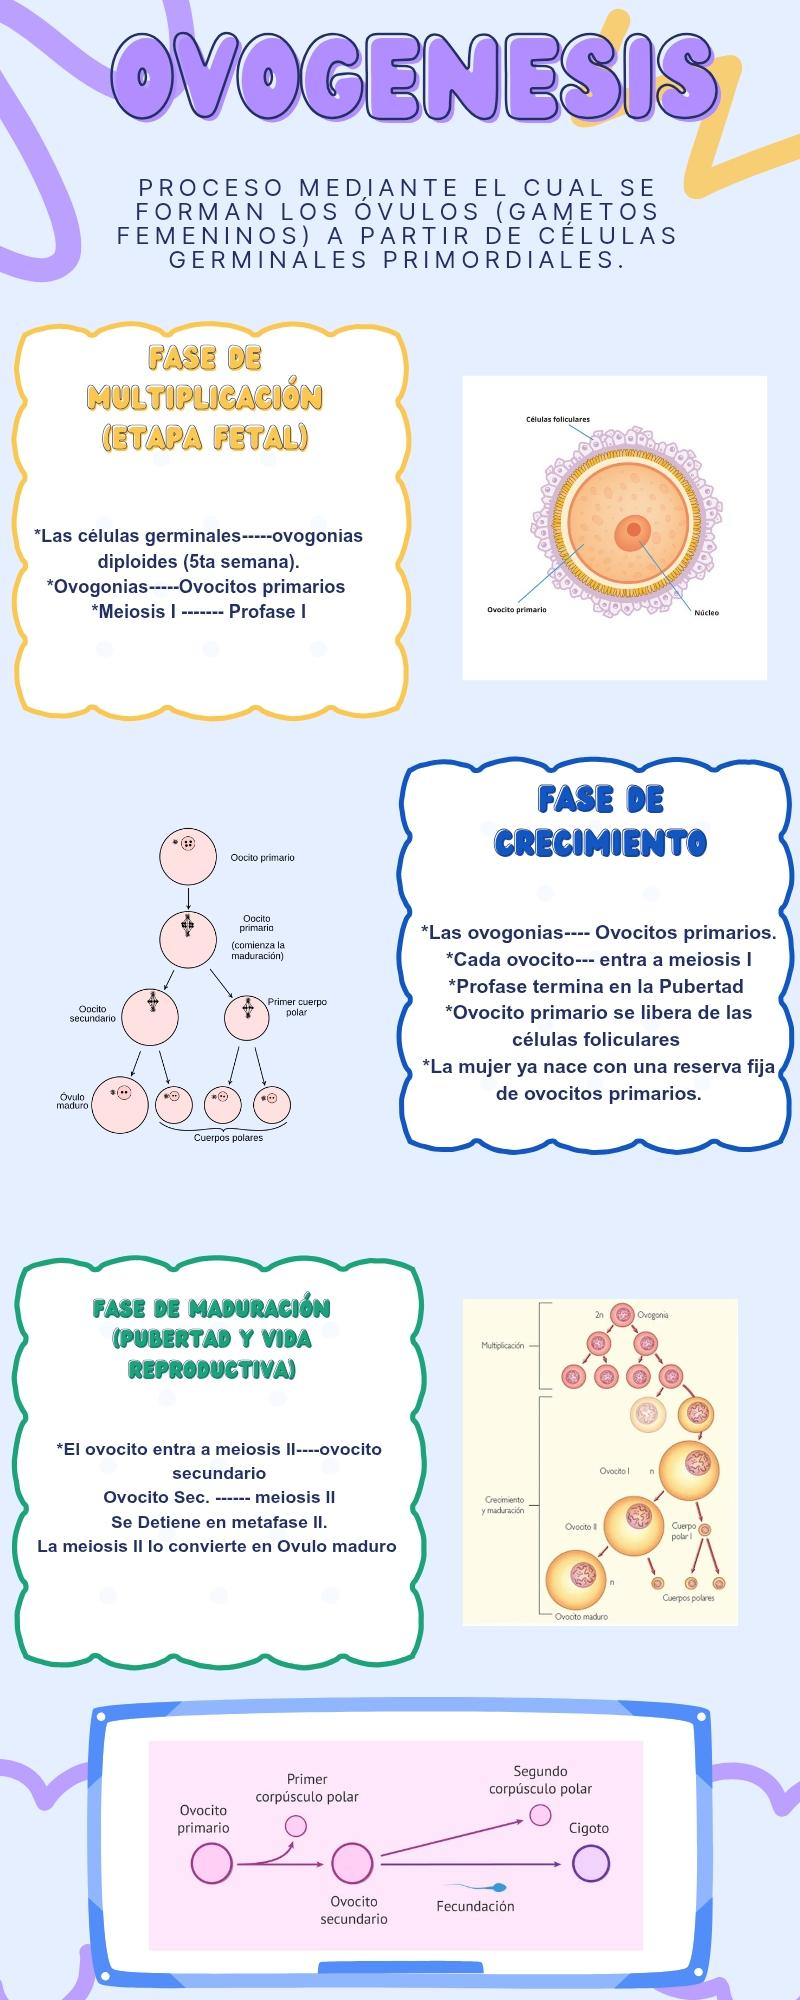 OVOGENESIS
PROCESO MEDIANTE EL CUAL SE
FORMAN LOS ÓVULOS (GAMETOS
FEMENINOS) A PARTIR DE CÉLULAS
GERMINALES PRIMORDIALES.
FASE DE
MULTIPLICACIÓN
(ETAPA FETAL)
*Las células germinales-----ovogonias
diploides (5ta semana).
*Ovogonias-----Ovocitos primarios
*Meiosis I ------- Profase I
Células foliculares
Ovocito primario
Núcleo
Oocito primario
Oocito
primario
(comienza la
maduración)
Oocito
secundario
Primer cuerpo
polar
Óvulo
maduro
Cuerpos polares
FASE DE
CRECIMIENTO
*Las ovogonias---- Ovocitos primarios.
*Cada ovocito--- entra a meiosis I
*Profase termina en la Pubertad
*Ovocito primario se libera de las
células foliculares
*La mujer ya nace con una reserva fija
de ovocitos primarios.
FASE DE MADURACIÓN
(PUBERTAD Y VIDA
REPRODUCTIVA)
*El ovocito entra a meiosis II----ovocito
secundario
Ovocito Sec. ------ meiosis II
Se Detiene en metafase II.
La meiosis II lo convierte en Ovulo maduro
2n
Ovogonia
Multiplicación
Ovocito I
n
Crecimiento
y maduración
Ovocito II
Cuerpo
polar I
n
Cuerpos polares
Ovocito maduro
Primer
corpúsculo polar
Segundo
corpúsculo polar
Ovocito
primario
Cigoto
Ovocito
secundario
Fecundación